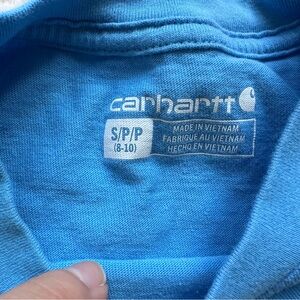 carhartt
S/P/P
(8-10)
MADE IN VIETNAM
FABRIQUÉ AU VIETNAM
HECHO EN VIETNAM